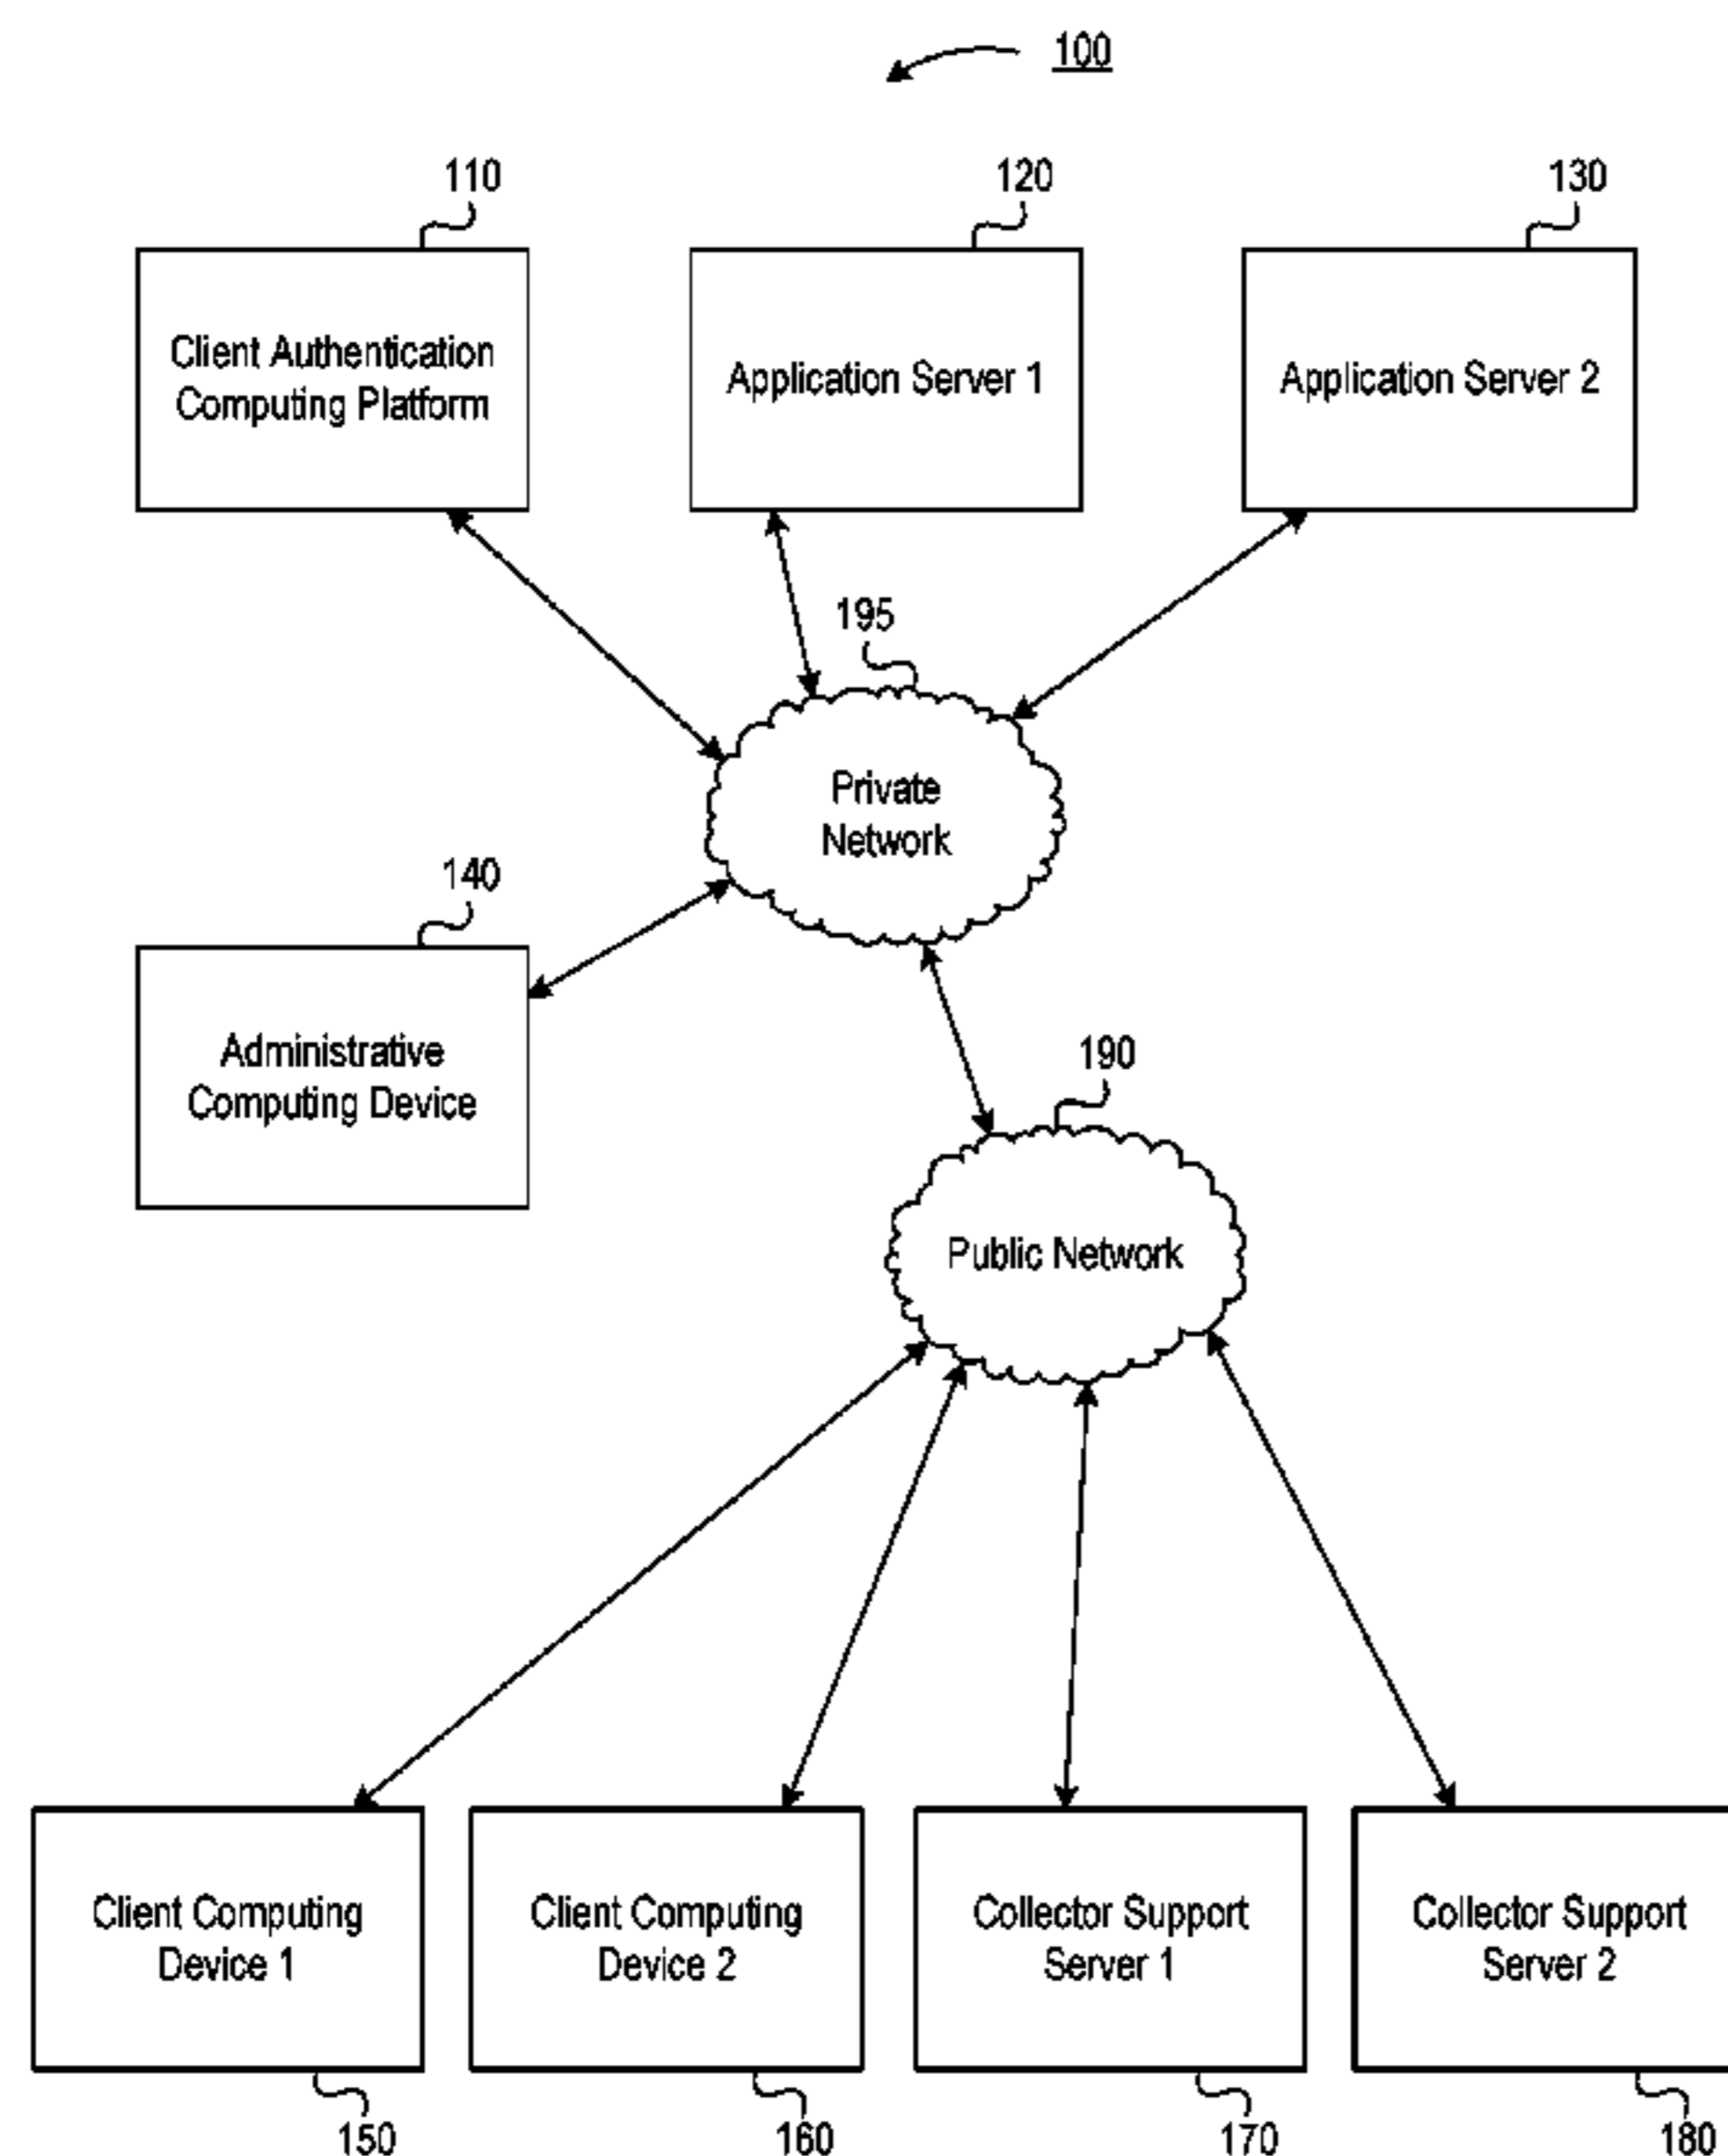 100
110
120
130
Client Authentication
Computing Platform
Application Server 1
Application Server 2
195
Private
Network
140
Administrative
Computing Device
190
Public Network
Client Computing
Device 1
Client Computing
Device 2
Collector Support
Server 1
Collector Support
Server 2
150
160
170
180